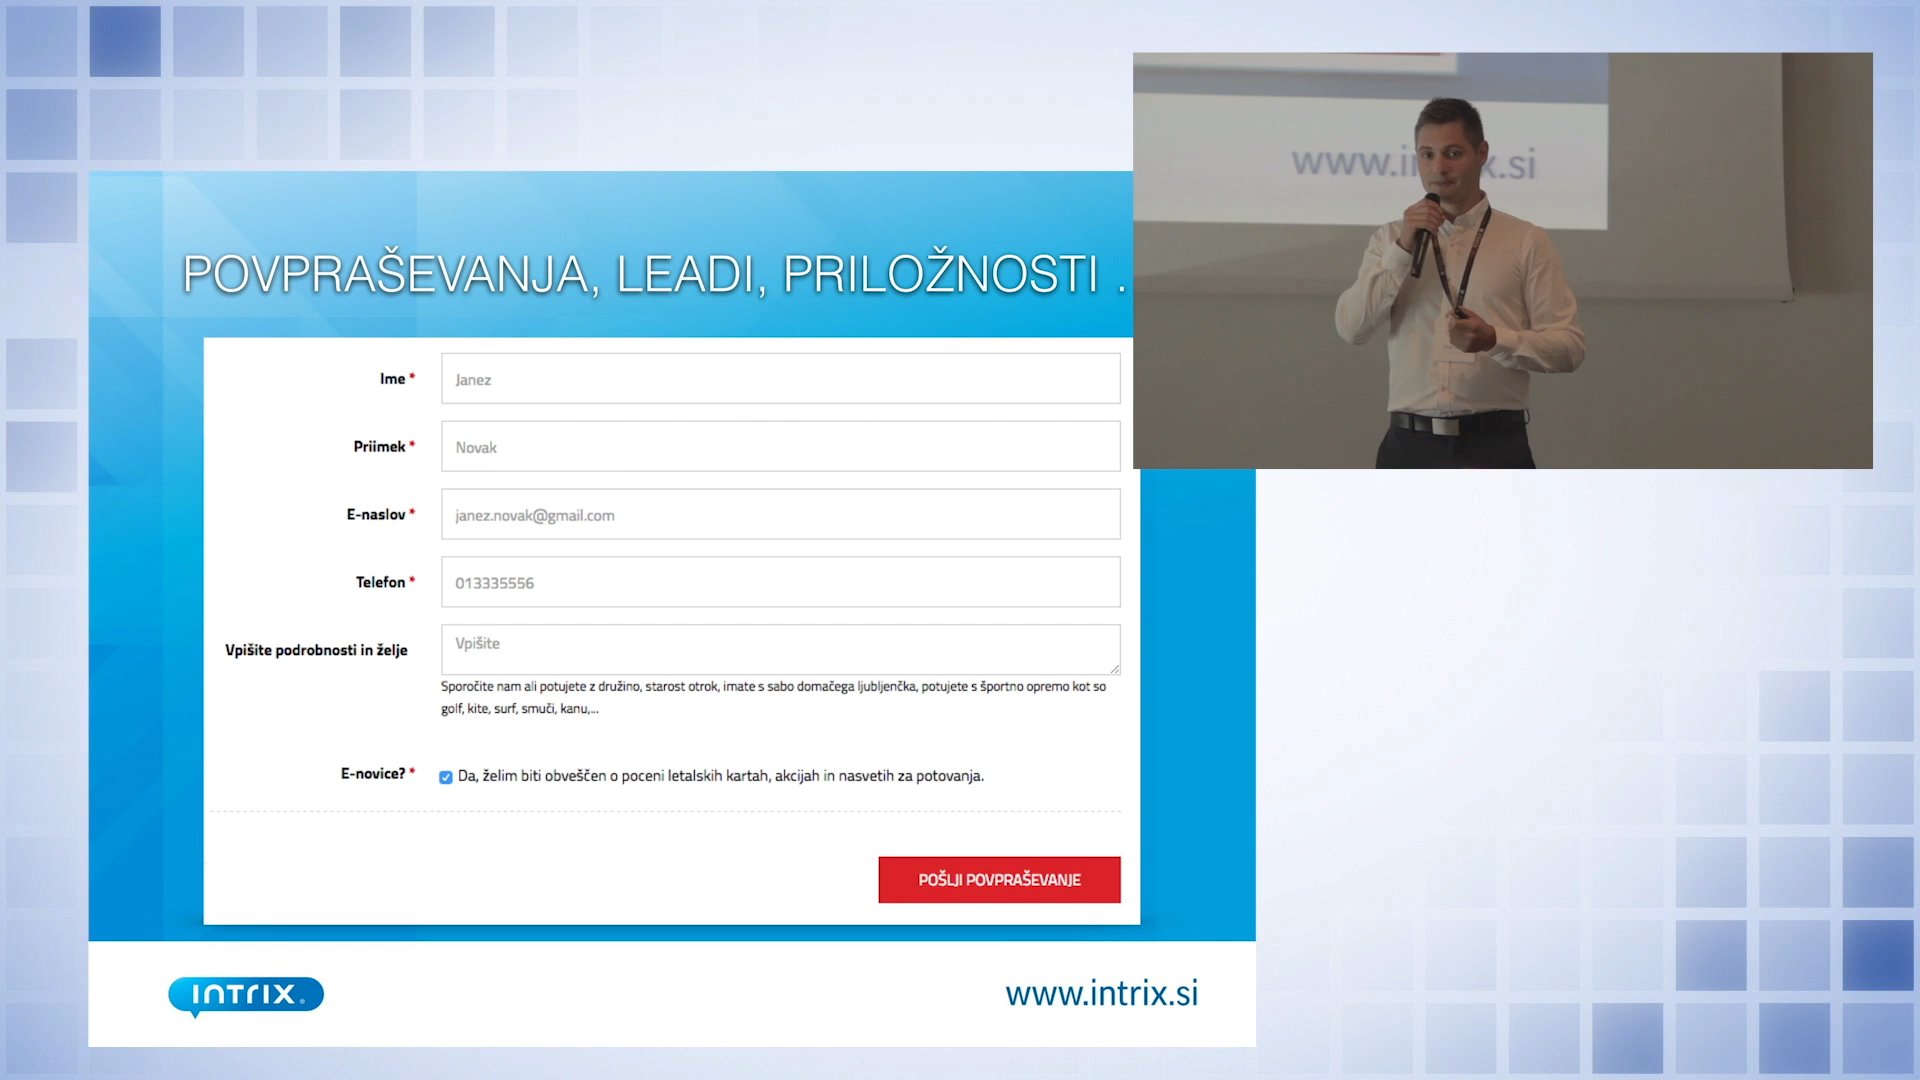 POVPRAŠEVANJA, LEADI, PRILOŽNOSTI .
www.i x.si
Ime *
Janez
Priimek *
Novak
E-naslov *
janez.novak@gmail.com
Telefon *
013335556
Vpišite podrobnosti in želje
Vpišite
Sporočite nam ali potujete z družino, starost otrok, imate s sabo domačega ljubljenčka, potujete s športno opremo kot so
golf, kite, surf, smuči, kanu,...
E-novice? *
Da, želim biti obveščen o poceni letalskih kartah, akcijah in nasvetih za potovanja.
POŠLJI POVPRAŠEVANJE
INTRIX
www.intrix.si